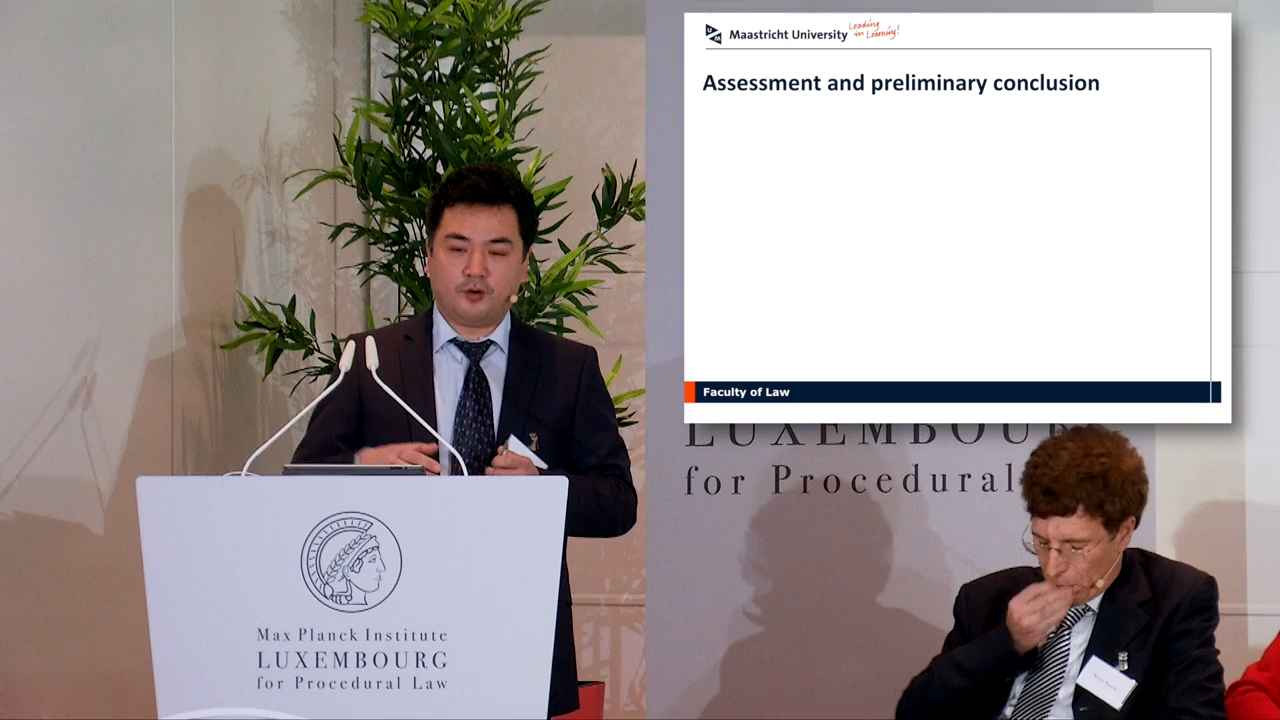 Maastricht University
Leading
in Learning!
Assessment and preliminary conclusion
Faculty of Law
LUXEMBOURG
for Procedural
Max Planck Institute
LUXEMBOURG
for Procedural Law